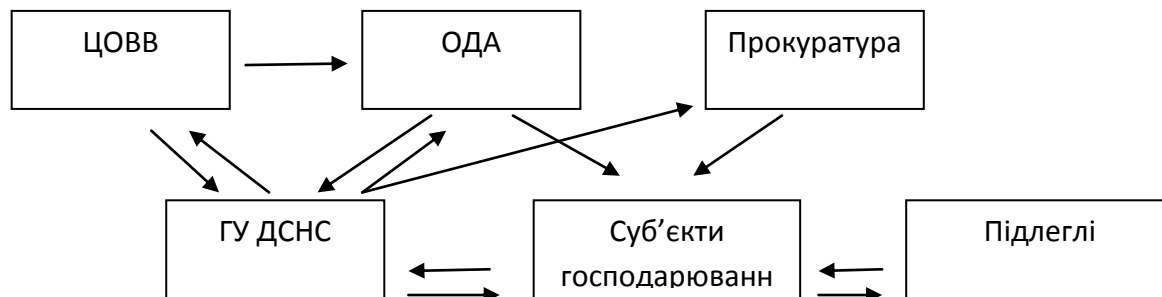 ЦОВВ
ОДА
Прокуратура
ГУ ДСНС
Суб’єкти
господарюванн
Підлеглі